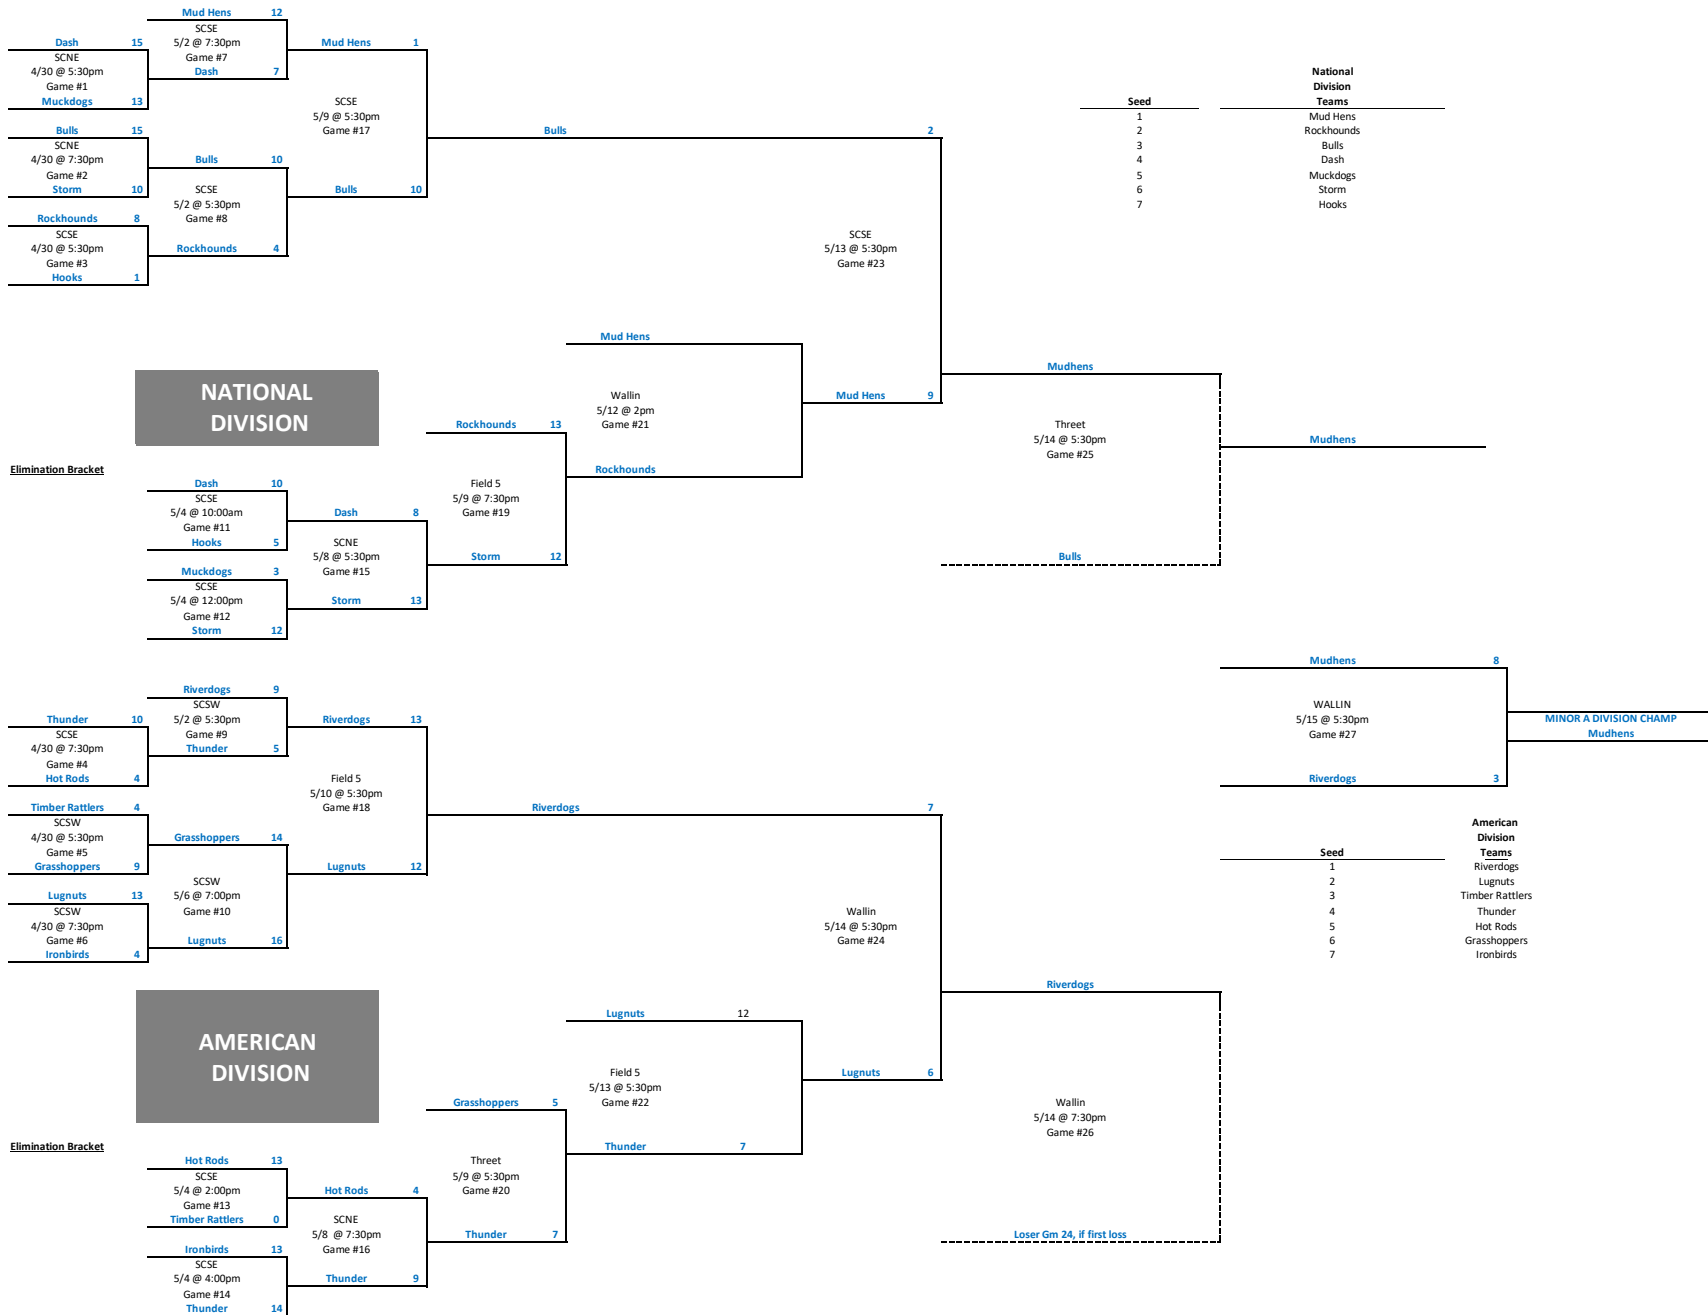 Mud Hens 12
SCSE
5/2 @ 7:30pm
Game #7
Dash 7
Dash 15
SCNE
4/30 @ 5:30pm
Game #1
Muckdogs 13
Mud Hens 1
SCSE
5/9 @ 5:30pm
Game #17
Bulls 10
Bulls 15
SCNE
4/30 @ 7:30pm
Game #2
Storm 10
Bulls 10
SCSE
5/2 @ 5:30pm
Game #8
Rockhounds 4
Rockhounds 8
SCSE
4/30 @ 5:30pm
Game #3
Hooks 1
Bulls 2
SCSE
5/13 @ 5:30pm
Game #23
Mud Hens 9
National
Division
Seed Teams
1 Mud Hens
2 Rockhounds
3 Bulls
4 Dash
5 Muckdogs
6 Storm
7 Hooks
NATIONAL
DIVISION
Elimination Bracket
Mud Hens
Wallin
5/12 @ 2pm
Game #21
Rockhounds
Rockhounds 13
Field 5
5/9 @ 7:30pm
Game #19
Storm 12
Dash 10
SCSE
5/4 @ 10:00am
Game #11
Hooks 5
Dash 8
SCNE
5/8 @ 5:30pm
Game #15
Storm 13
Muckdogs 3
SCSE
5/4 @ 12:00pm
Game #12
Storm 12
Mudhens
Threet
5/14 @ 5:30pm
Game #25
Bulls
Mudhens
Mudhens 8
WALLIN
5/15 @ 5:30pm
Game #27
Riverdogs 3
MINOR A DIVISION CHAMP
Mudhens
Riverdogs 9
SCSW
5/2 @ 5:30pm
Game #9
Thunder 5
Thunder 10
SCSE
4/30 @ 7:30pm
Game #4
Hot Rods 4
Riverdogs 13
Field 5
5/10 @ 5:30pm
Game #18
Lugnuts 12
Timber Rattlers 4
SCSW
4/30 @ 5:30pm
Game #5
Grasshoppers 9
Grasshoppers 14
SCSW
5/6 @ 7:00pm
Game #10
Lugnuts 16
Lugnuts 13
SCSW
4/30 @ 7:30pm
Game #6
Ironbirds 4
Riverdogs 7
Wallin
5/14 @ 5:30pm
Game #24
Lugnuts 6
American
Division
Seed Teams
1 Riverdogs
2 Lugnuts
3 Timber Rattlers
4 Thunder
5 Hot Rods
6 Grasshoppers
7 Ironbirds
AMERICAN
DIVISION
Elimination Bracket
Lugnuts 12
Field 5
5/13 @ 5:30pm
Game #22
Thunder 7
Grasshoppers 5
Threet
5/9 @ 5:30pm
Game #20
Thunder 7
Hot Rods 13
SCSE
5/4 @ 2:00pm
Game #13
Timber Rattlers 0
Hot Rods 4
SCNE
5/8 @ 7:30pm
Game #16
Thunder 9
Ironbirds 13
SCSE
5/4 @ 4:00pm
Game #14
Thunder 14
Riverdogs
Wallin
5/14 @ 7:30pm
Game #26
Loser Gm 24, if first loss